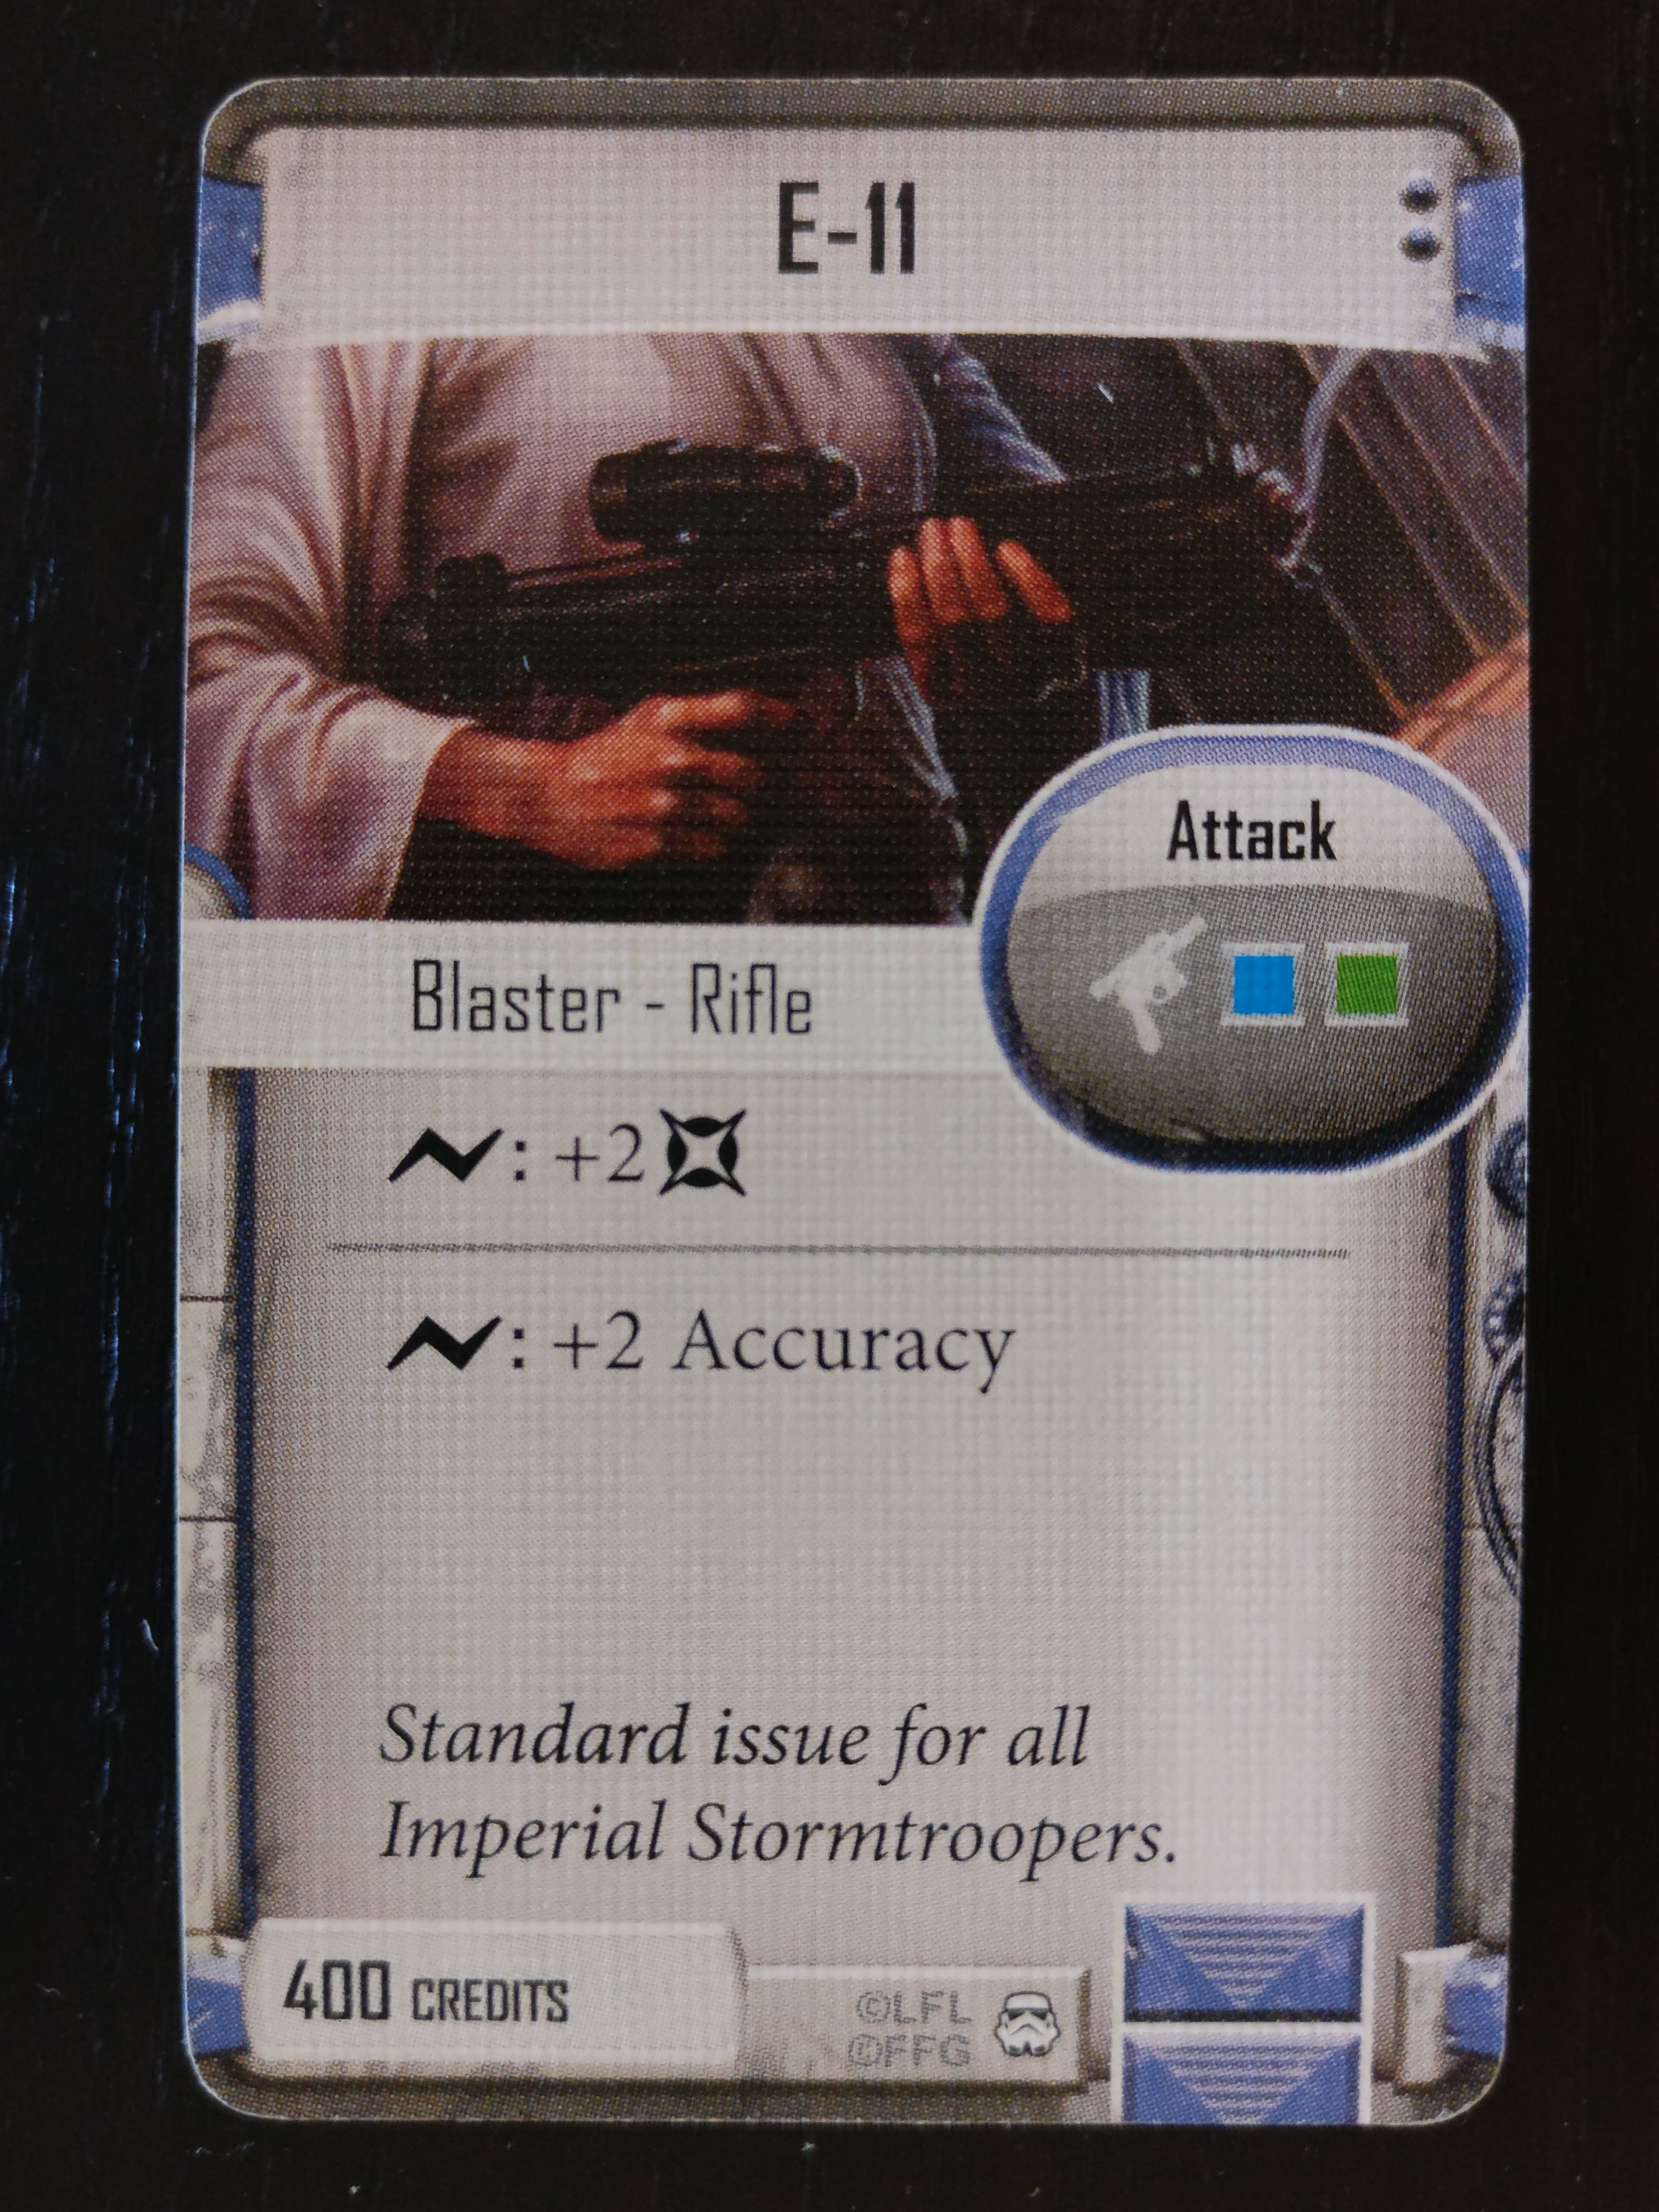 E-11
Attack
Blaster - Rifle
: +2
: +2 Accuracy
Standard issue for all
Imperial Stormtroopers.
400 CREDITS
©LFL
©FFG